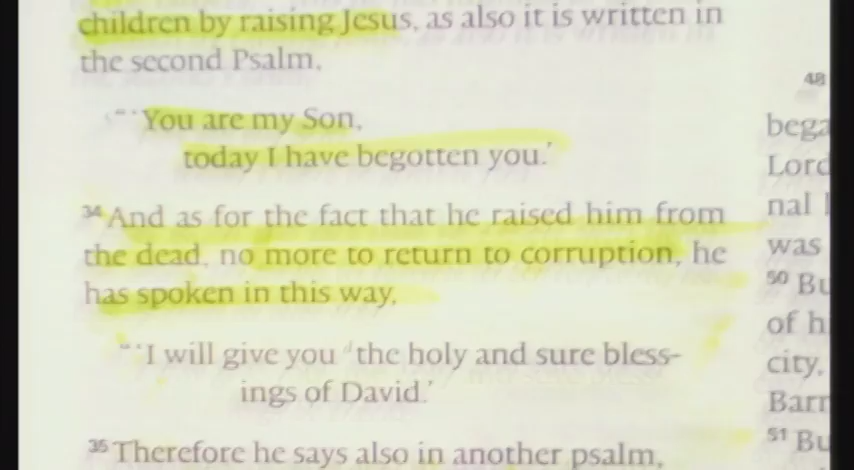 children by raising Jesus, as also it is written in
the second Psalm,
“‘You are my Son,
today I have begotten you.’
34 And as for the fact that he raised him from
the dead, no more to return to corruption, he
has spoken in this way,
“‘I will give you the holy and sure bless-
ings of David.’
35 Therefore he says also in another psalm,
48
bega
Lord
nal l
was
50 Bu
of h
city,
Barn
51 Bu